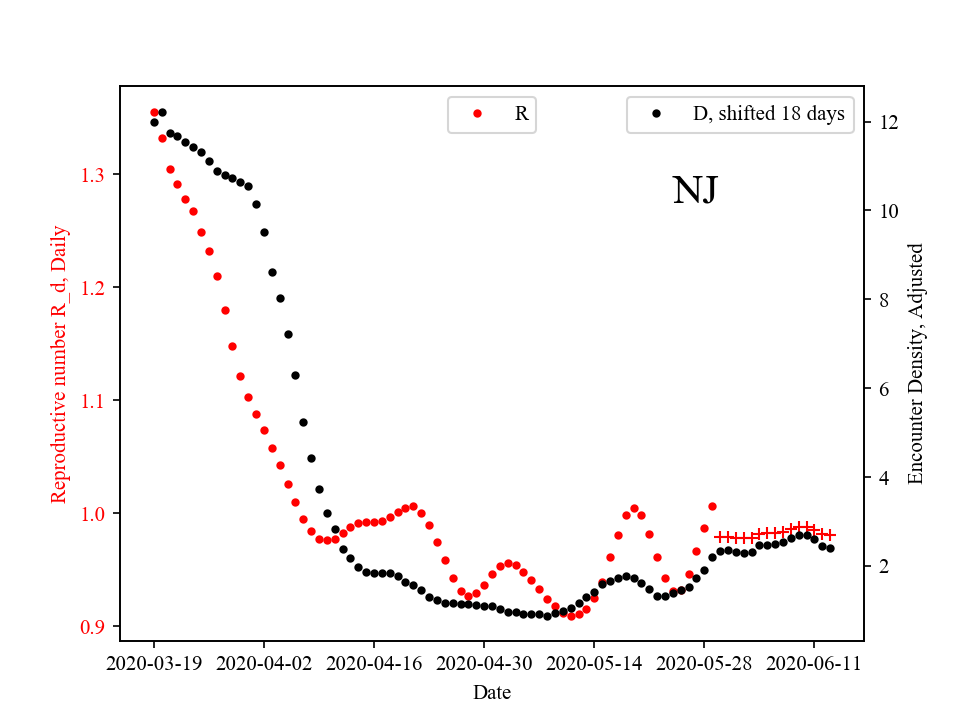 R
D, shifted 18 days
NJ
Reproductive number R_d, Daily
1.3
1.2
1.1
1.0
0.9
12
10
8
6
4
2
Encounter Density, Adjusted
2020-03-19 2020-04-02 2020-04-16 2020-04-30 2020-05-14 2020-05-28 2020-06-11
Date